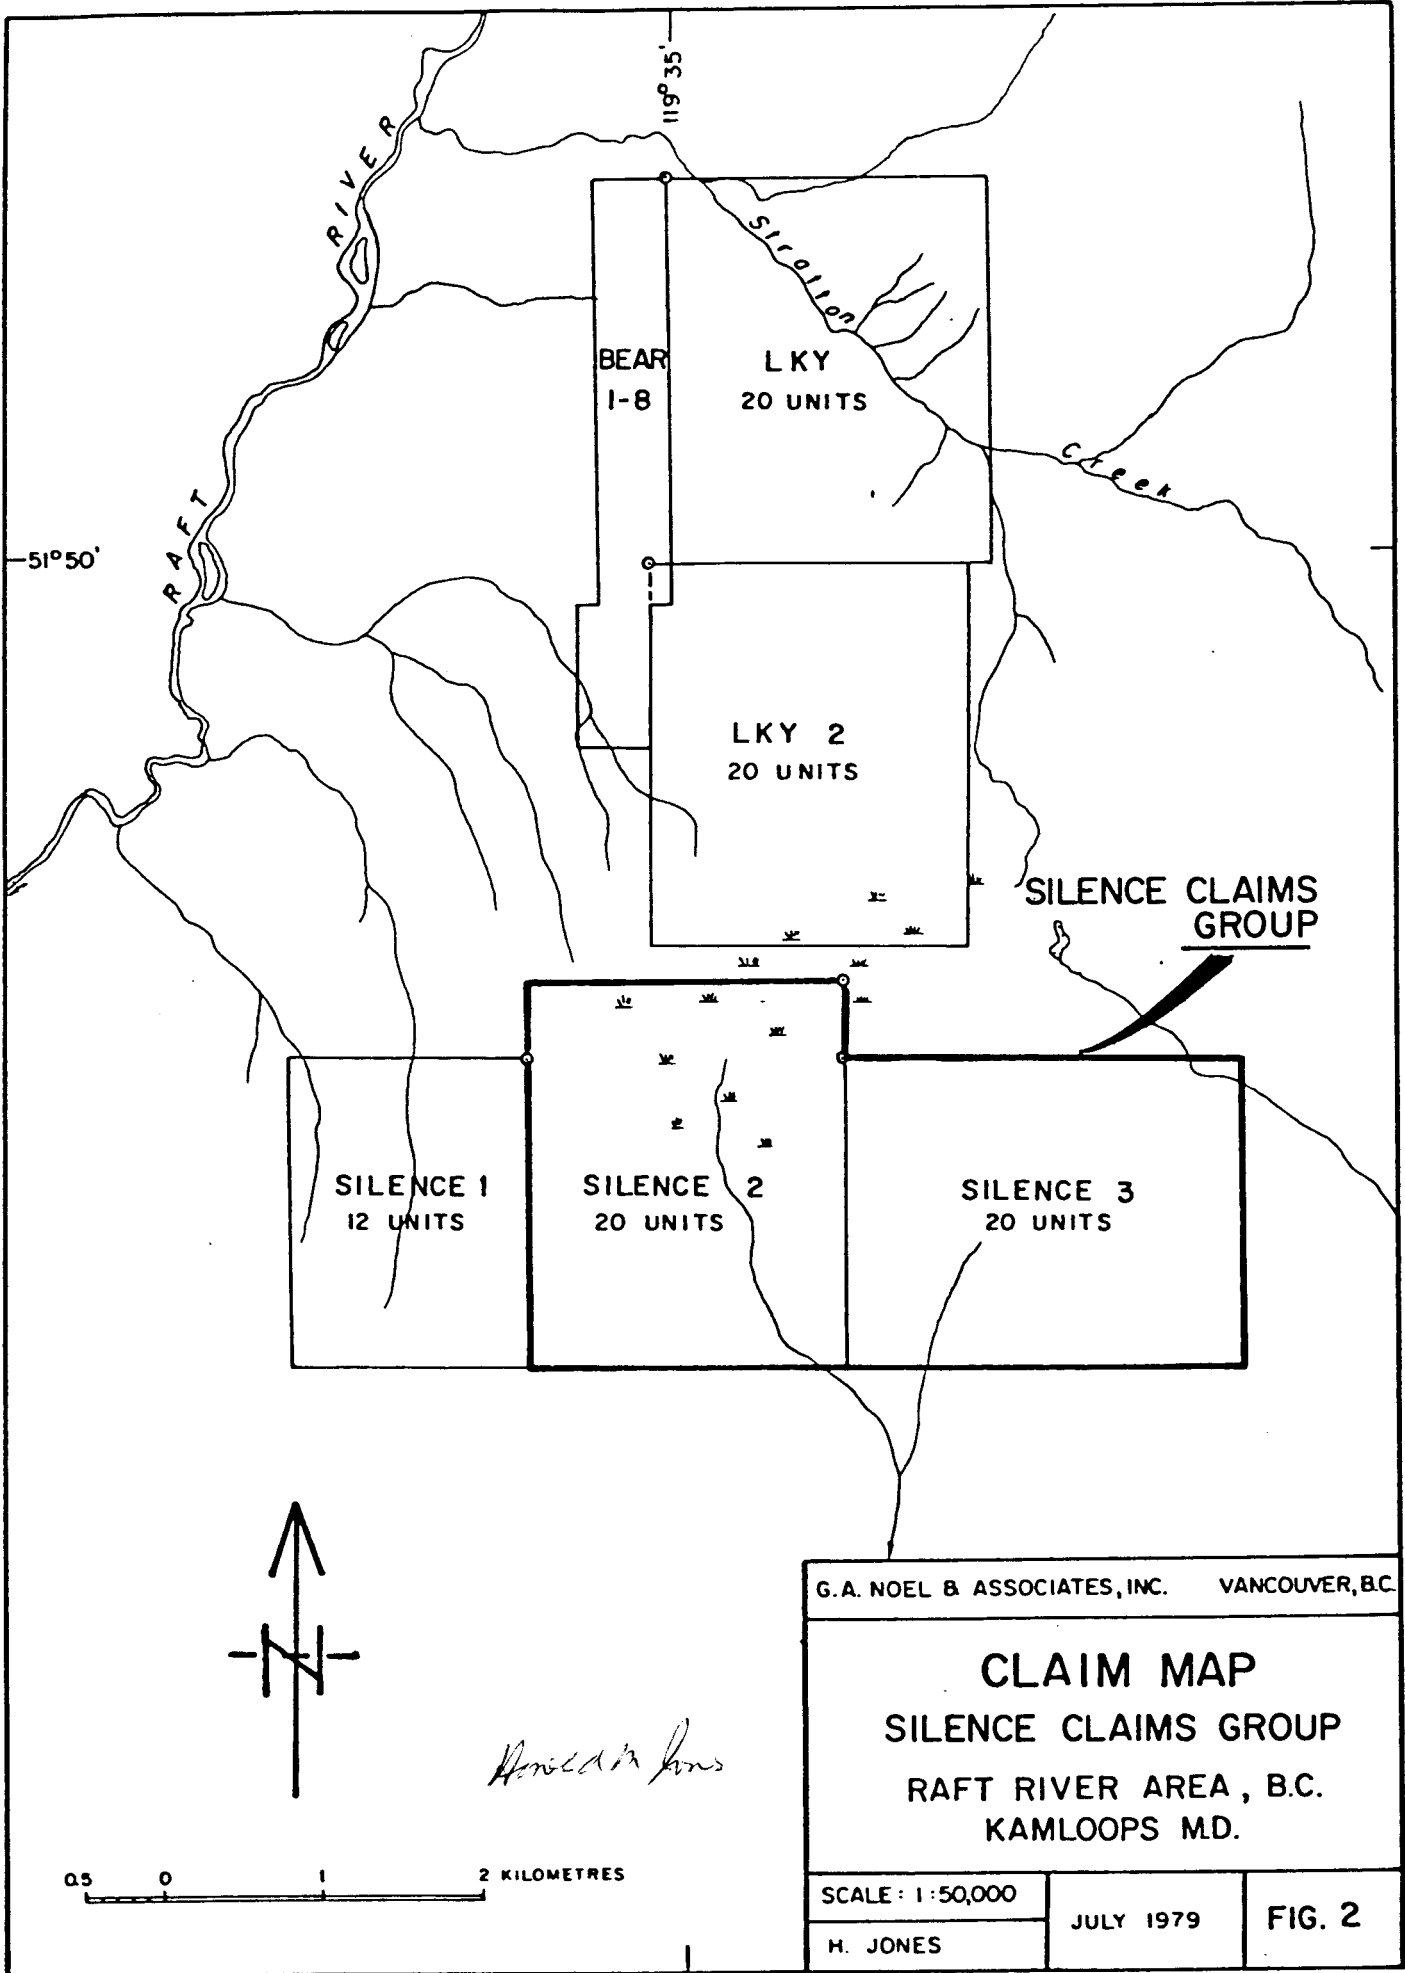 119°35'
RAFT RIVER
Stratton Creek
BEAR
1-8
LKY
20 UNITS
51°50'
LKY 2
20 UNITS
SILENCE CLAIMS
GROUP
SILENCE 1
12 UNITS
SILENCE 2
20 UNITS
SILENCE 3
20 UNITS
N
0.5 0 1 2 KILOMETRES
G.A. NOEL & ASSOCIATES, INC. VANCOUVER, B.C.
CLAIM MAP
SILENCE CLAIMS GROUP
RAFT RIVER AREA, B.C.
KAMLOOPS M.D.
SCALE: 1:50,000
H. JONES
JULY 1979
FIG. 2